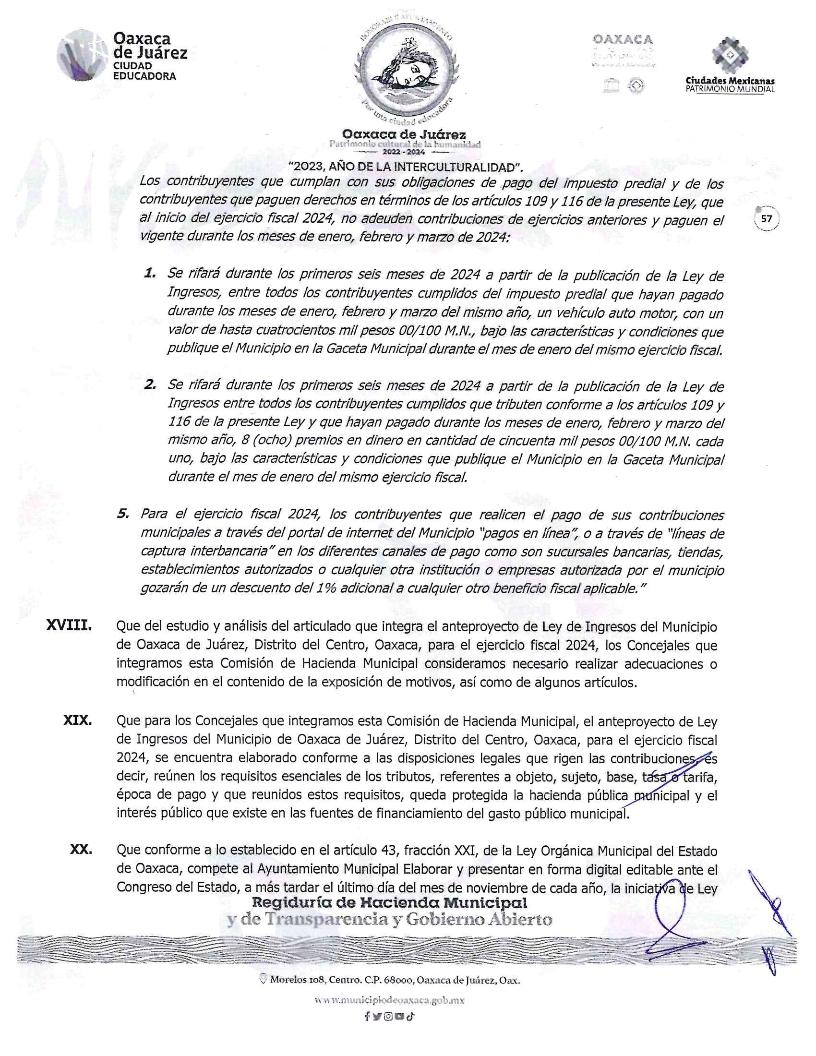 Oaxaca
de Juárez
CIUDAD
EDUCADORA
HONORABLE AYUNTAMIENTO
Por una ciudad educadora
Oaxaca de Juárez
Patrimonio cultural de la humanidad
2022 - 2024
OAXACA
Ciudades Mexicanas
PATRIMONIO MUNDIAL
"2023, AÑO DE LA INTERCULTURALIDAD".
Los contribuyentes que cumplan con sus obligaciones de pago del impuesto predial y de los
contribuyentes que paguen derechos en términos de los artículos 109 y 116 de la presente Ley, que
al inicio del ejercicio fiscal 2024, no adeuden contribuciones de ejercicios anteriores y paguen el
vigente durante los meses de enero, febrero y marzo de 2024:
57
1. Se rifará durante los primeros seis meses de 2024 a partir de la publicación de la Ley de
Ingresos, entre todos los contribuyentes cumplidos del impuesto predial que hayan pagado
durante los meses de enero, febrero y marzo del mismo año, un vehículo auto motor, con un
valor de hasta cuatrocientos mil pesos 00/100 M.N., bajo las características y condiciones que
publique el Municipio en la Gaceta Municipal durante el mes de enero del mismo ejercicio fiscal.
2. Se rifará durante los primeros seis meses de 2024 a partir de la publicación de la Ley de
Ingresos entre todos los contribuyentes cumplidos que tributen conforme a los artículos 109 y
116 de la presente Ley y que hayan pagado durante los meses de enero, febrero y marzo del
mismo año, 8 (ocho) premios en dinero en cantidad de cincuenta mil pesos 00/100 M.N. cada
uno, bajo las características y condiciones que publique el Municipio en la Gaceta Municipal
durante el mes de enero del mismo ejercicio fiscal.
5. Para el ejercicio fiscal 2024, los contribuyentes que realicen el pago de sus contribuciones
municipales a través del portal de internet del Municipio "pagos en línea", o a través de "líneas de
captura interbancaria" en los diferentes canales de pago como son sucursales bancarias, tiendas,
establecimientos autorizados o cualquier otra institución o empresas autorizada por el municipio
gozarán de un descuento del 1% adicional a cualquier otro beneficio fiscal aplicable."
XVIII. Que del estudio y análisis del articulado que integra el anteproyecto de Ley de Ingresos del Municipio
de Oaxaca de Juárez, Distrito del Centro, Oaxaca, para el ejercicio fiscal 2024, los Concejales que
integramos esta Comisión de Hacienda Municipal consideramos necesario realizar adecuaciones o
modificación en el contenido de la exposición de motivos, así como de algunos artículos.
XIX. Que para los Concejales que integramos esta Comisión de Hacienda Municipal, el anteproyecto de Ley
de Ingresos del Municipio de Oaxaca de Juárez, Distrito del Centro, Oaxaca, para el ejercicio fiscal
2024, se encuentra elaborado conforme a las disposiciones legales que rigen las contribuciones, es
decir, reúnen los requisitos esenciales de los tributos, referentes a objeto, sujeto, base, tasa o tarifa,
época de pago y que reunidos estos requisitos, queda protegida la hacienda pública municipal y el
interés público que existe en las fuentes de financiamiento del gasto público municipal.
XX. Que conforme a lo establecido en el artículo 43, fracción XXI, de la Ley Orgánica Municipal del Estado
de Oaxaca, compete al Ayuntamiento Municipal Elaborar y presentar en forma digital editable ante el
Congreso del Estado, a más tardar el último día del mes de noviembre de cada año, la iniciativa de Ley
Regiduría de Hacienda Municipal
y de Transparencia y Gobierno Abierto
Morelos 108, Centro. C.P. 68000, Oaxaca de Juárez, Oax.
www.municipiodeoaxaca.gob.mx